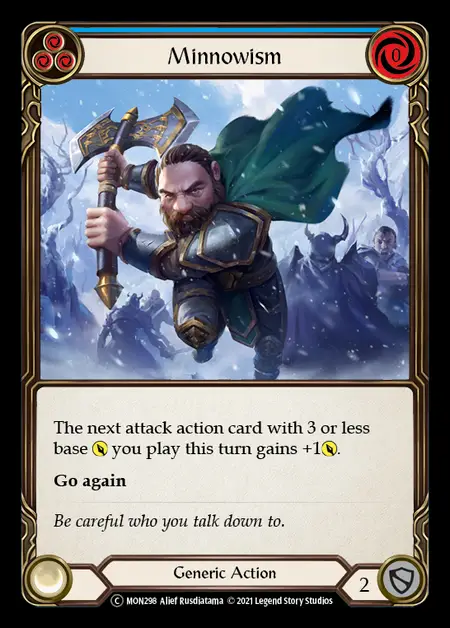 Minnowism
0
The next attack action card with 3 or less
base you play this turn gains +1.
Go again
Be careful who you talk down to.
Generic Action
2
C MON298 Alief Rusdiatama © 2021 Legend Story Studios